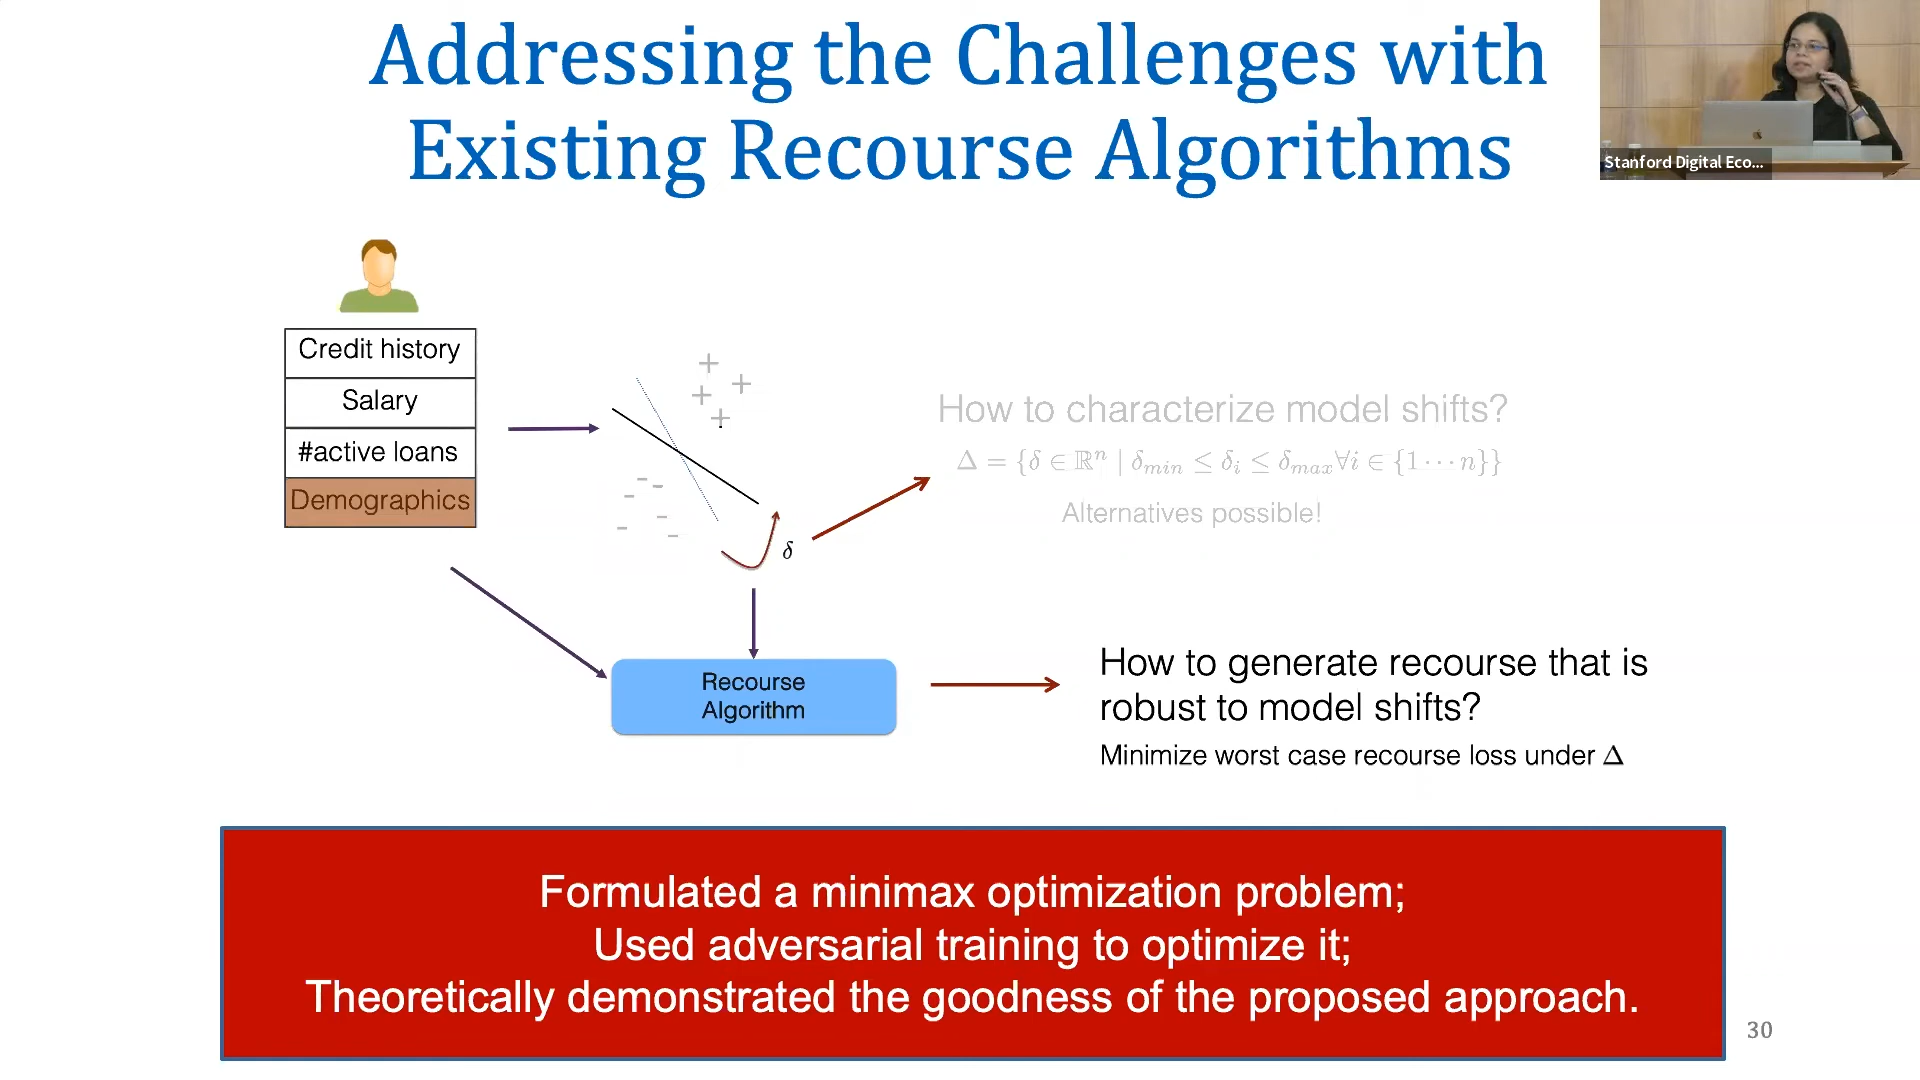 Addressing the Challenges with
Existing Recourse Algorithms
Stanford Digital Eco...
Credit history
Salary
#active loans
Demographics
+
+
+
+
- -
-
-
-
-
δ
How to characterize model shifts?
Δ = {δ ∈ ℝⁿ | δ_min ≤ δ_i ≤ δ_max ∀i ∈ {1 ⋯ n}}
Alternatives possible!
Recourse
Algorithm
How to generate recourse that is
robust to model shifts?
Minimize worst case recourse loss under Δ
Formulated a minimax optimization problem;
Used adversarial training to optimize it;
Theoretically demonstrated the goodness of the proposed approach.
30